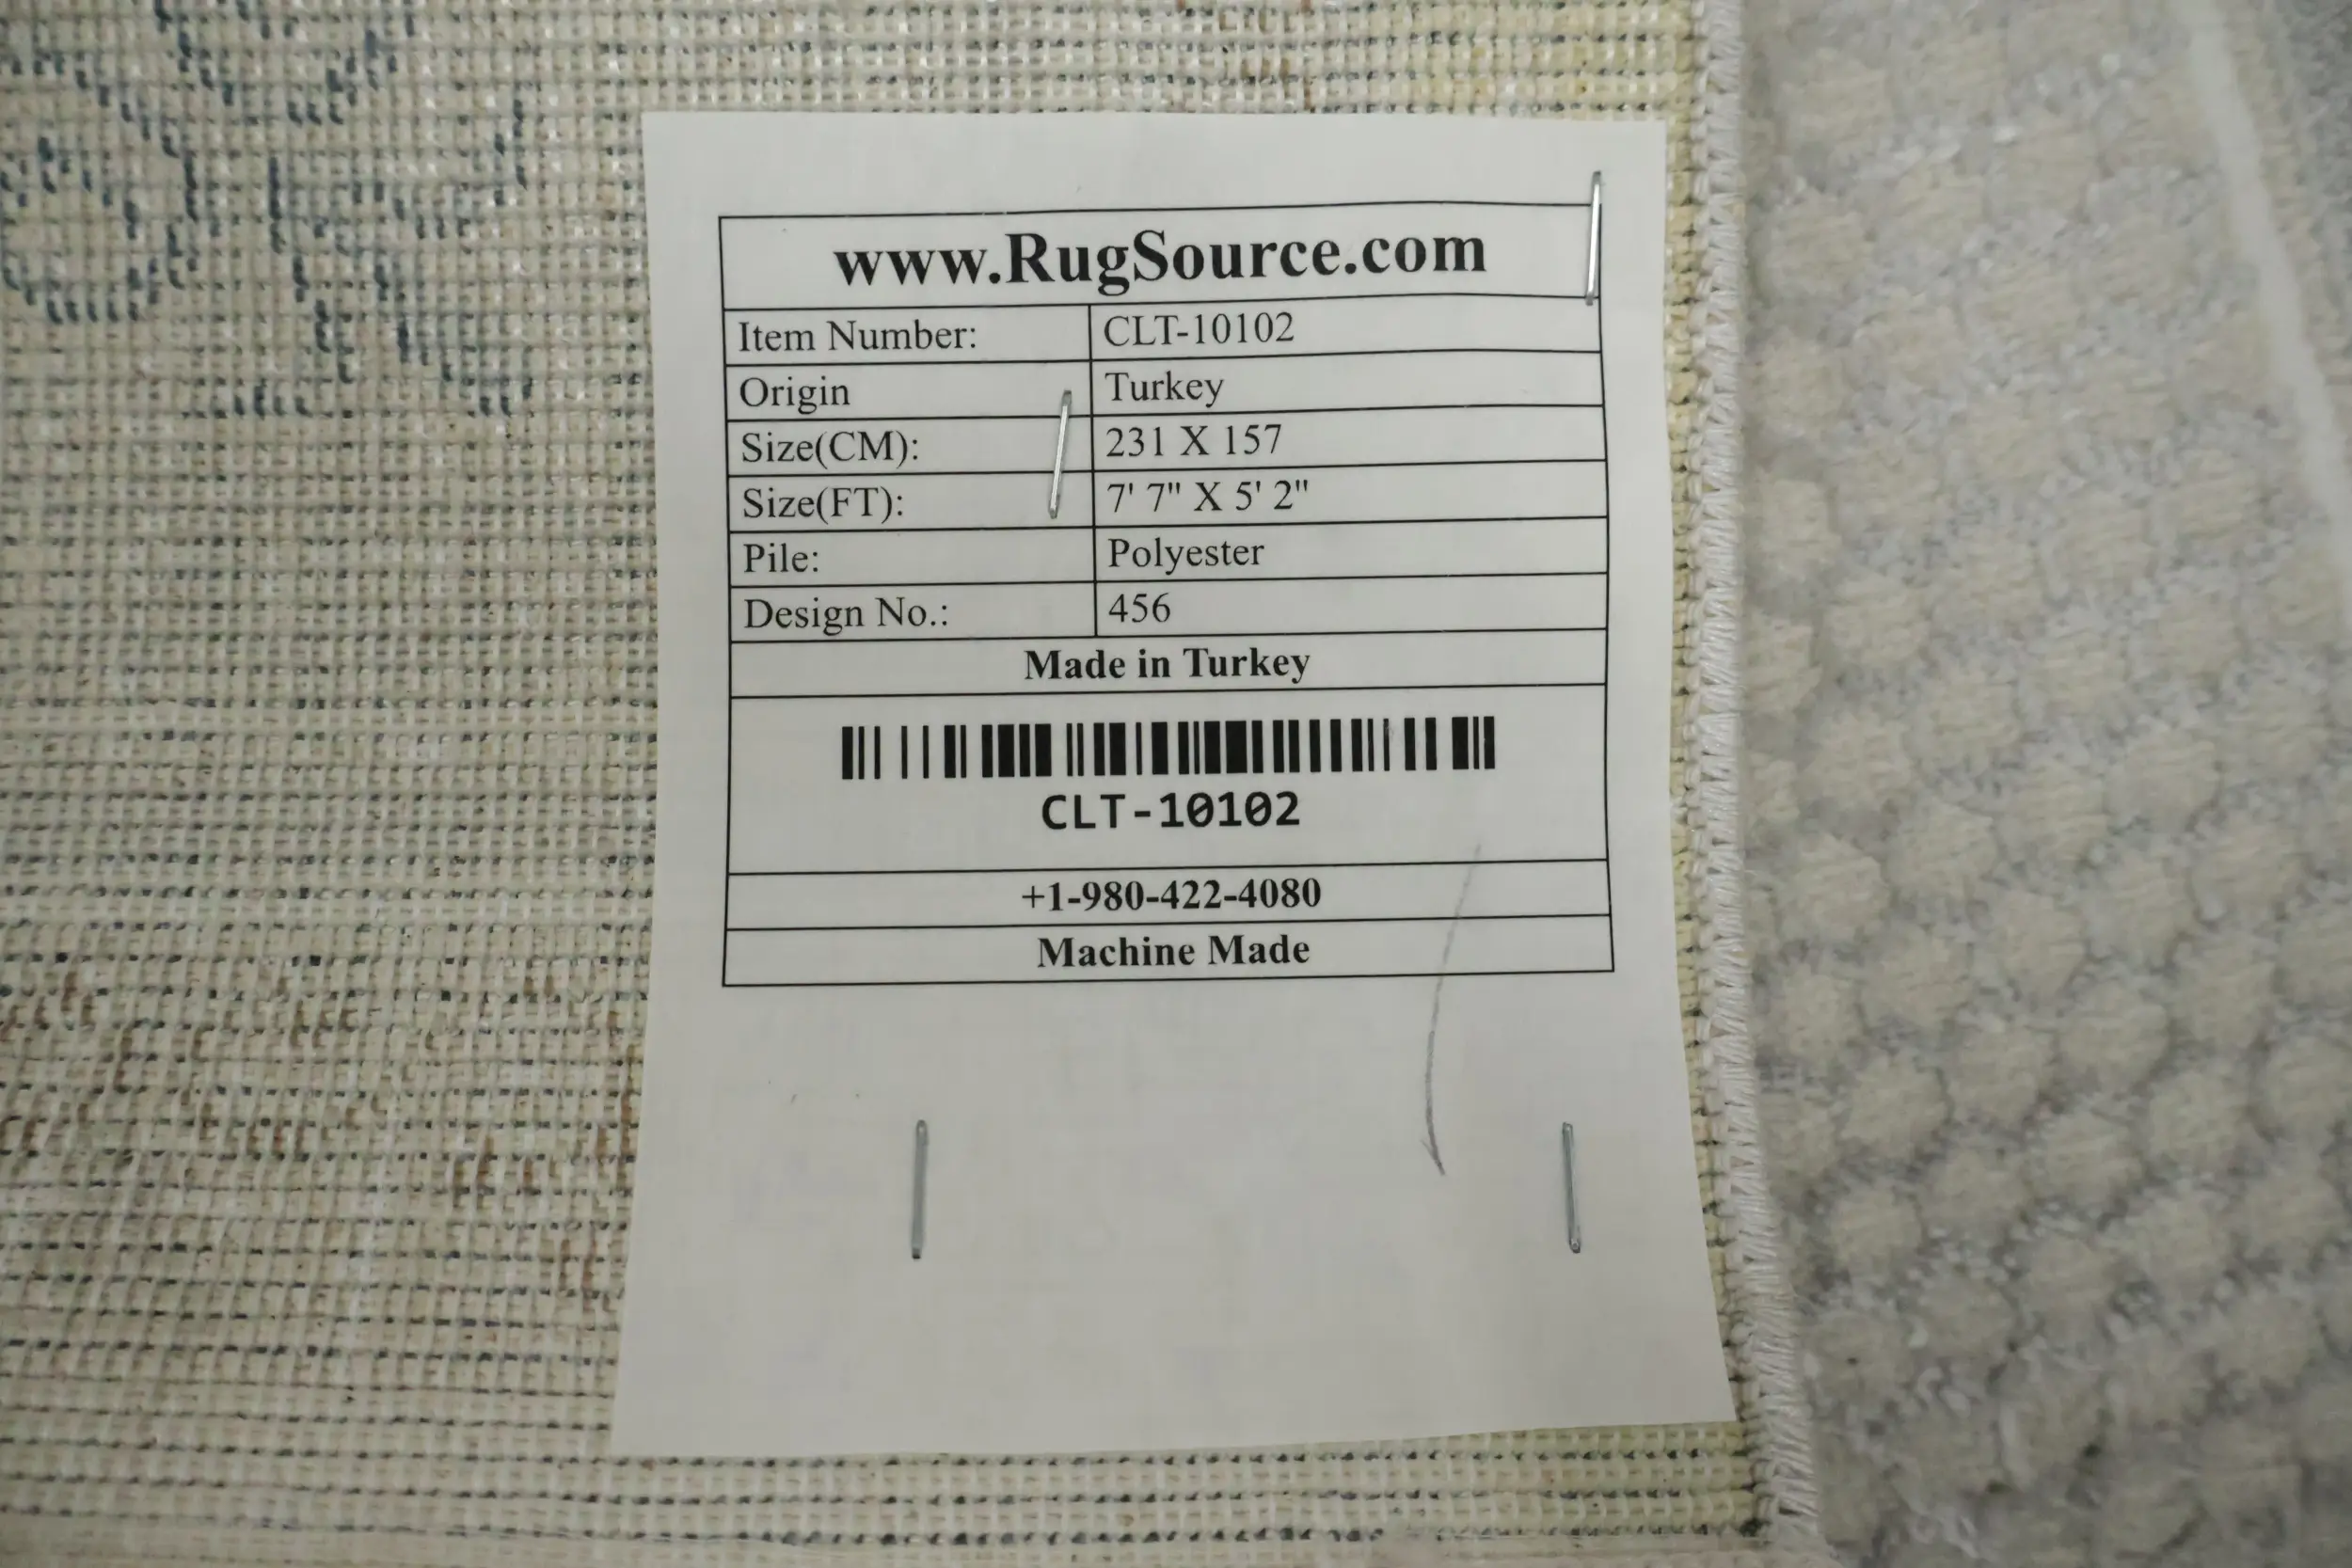 www.RugSource.com
Item Number: CLT-10102
Origin Turkey
Size(CM): 231 X 157
Size(FT): 7' 7" X 5' 2"
Pile: Polyester
Design No.: 456
Made in Turkey
CLT-10102
+1-980-422-4080
Machine Made